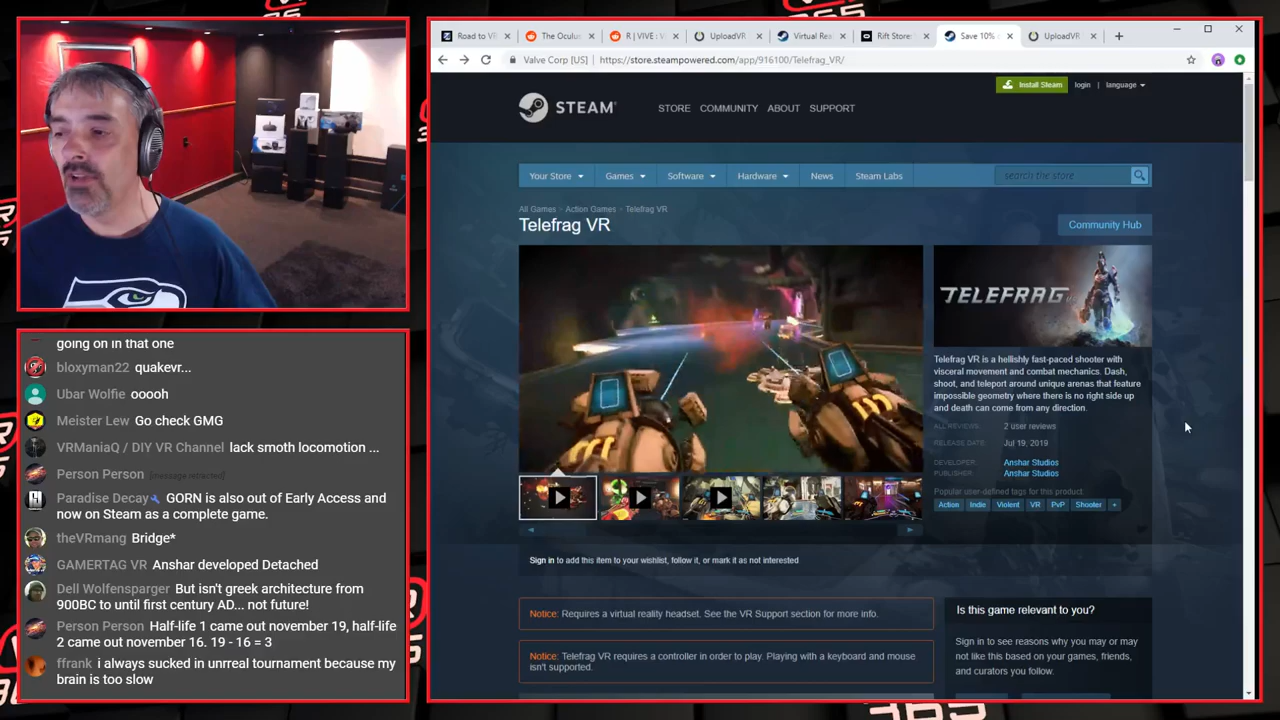 Road to VR
The Oculus
R | VIVE
UploadVR
Virtual Rea
Rift Store
Save 10%
UploadVR
Valve Corp [US] https://store.steampowered.com/app/916100/Telefrag_VR/
Install Steam login language
STEAM
STORE COMMUNITY ABOUT SUPPORT
Your Store Games Software Hardware News Steam Labs search the store
All Games > Action Games > Telefrag VR
Telefrag VR
Community Hub
TELEFRAG
Telefrag VR is a hellishly fast-paced shooter with
visceral movement and combat mechanics. Dash,
shoot, and teleport around unique arenas that feature
impossible geometry where there is no right side up
and death can come from any direction.
ALL REVIEWS: 2 user reviews
RELEASE DATE: Jul 19, 2019
DEVELOPER: Anshar Studios
PUBLISHER: Anshar Studios
Popular user-defined tags for this product:
Action Indie Violent VR PvP Shooter +
Sign in to add this item to your wishlist, follow it, or mark it as not interested
Notice: Requires a virtual reality headset. See the VR Support section for more info.
Notice: Telefrag VR requires a controller in order to play. Playing with a keyboard and mouse
isn't supported.
Is this game relevant to you?
Sign in to see reasons why you may or may
not like this based on your games, friends,
and curators you follow.
going on in that one
bloxyman22 quakevr...
Ubar Wolfie ooooh
Meister Lew Go check GMG
VRManiaQ / DIY VR Channel lack smoth locomotion ...
Person Person [message retracted]
Paradise Decay GORN is also out of Early Access and
now on Steam as a complete game.
theVRmang Bridge*
GAMERTAG VR Anshar developed Detached
Dell Wolfensparger But isn't greek architecture from
900BC to until first century AD... not future!
Person Person Half-life 1 came out november 19, half-life
2 came out november 16. 19 - 16 = 3
ffrank i always sucked in unreal tournament because my
brain is too slow